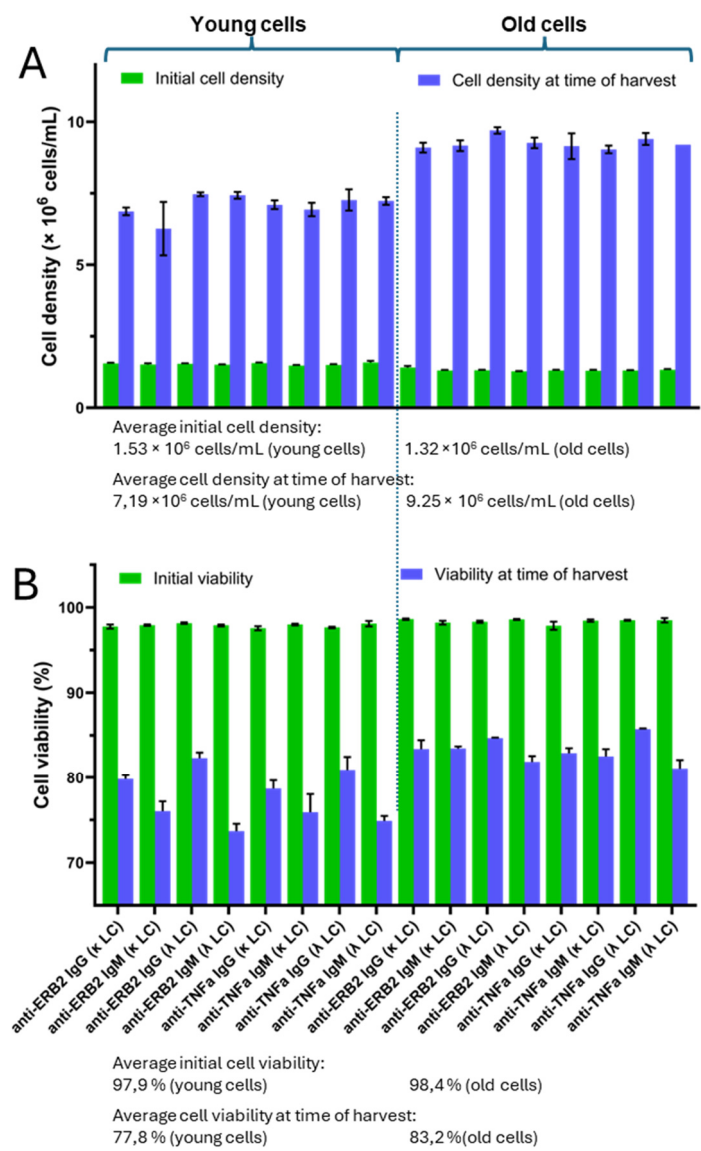 Young cells Old cells
A
Initial cell density Cell density at time of harvest
Cell density (× 10⁶ cells/mL)
10
5
0
Average initial cell density:
1.53 × 10⁶ cells/mL (young cells) 1.32 ×10⁶ cells/mL (old cells)
Average cell density at time of harvest:
7,19 ×10⁶ cells/mL (young cells) 9.25 × 10⁶ cells/mL (old cells)
B
Initial viability Viability at time of harvest
Cell viability (%)
100
90
80
70
anti-ERB2 IgG (κ LC)
anti-ERB2 IgM (κ LC)
anti-ERB2 IgG (λ LC)
anti-ERB2 IgM (λ LC)
anti-TNFa IgG (κ LC)
anti-TNFa IgM (κ LC)
anti-TNFa IgG (λ LC)
anti-TNFa IgM (λ LC)
anti-ERB2 IgG (κ LC)
anti-ERB2 IgM (κ LC)
anti-ERB2 IgG (λ LC)
anti-ERB2 IgM (λ LC)
anti-TNFa IgG (κ LC)
anti-TNFa IgM (κ LC)
anti-TNFa IgG (λ LC)
anti-TNFa IgM (λ LC)
Average initial cell viability:
97,9 % (young cells) 98,4 % (old cells)
Average cell viability at time of harvest:
77,8 % (young cells) 83,2 %(old cells)